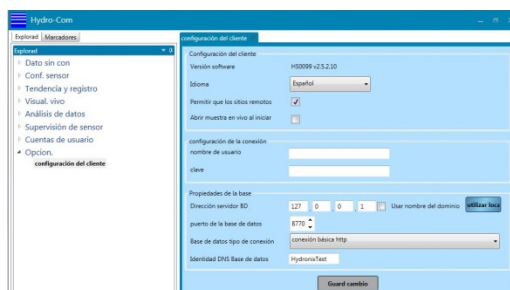 Hydro-Com
Explorad Marcadores
Explorad
Dato sin con
Conf. sensor
Tendencia y registro
Visual. vivo
Análisis de datos
Supervisión de sensor
Cuentas de usuario
Opcion.
configuración del cliente
configuración del cliente
Configuración del cliente
Versión software HS0099 v2.5.2.10
Idioma Español
Permitir que los sitios remotos
Abrir muestra en vivo al iniciar
configuración de la conexión
nombre de usuario
clave
Propiedades de la base
Dirección servidor BD 127 0 0 1 Usar nombre del dominio utilizar loca
puerto de la base de datos 8770
Base de datos tipo de conexión conexión básica http
Identidad DNS Base de datos HydronixTest
Guard cambio